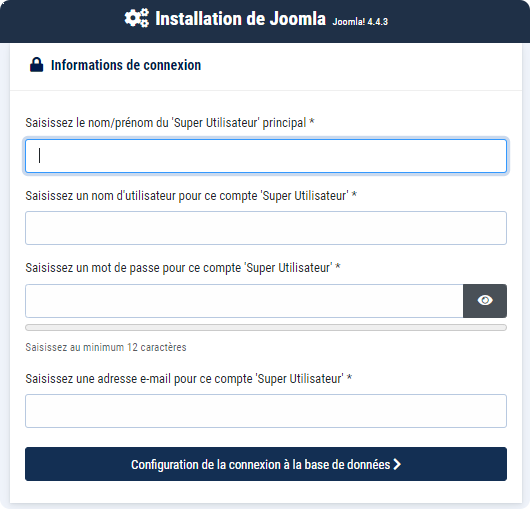 Installation de Joomla Joomla! 4.4.3
Informations de connexion
Saisissez le nom/prénom du 'Super Utilisateur' principal *
Saisissez un nom d'utilisateur pour ce compte 'Super Utilisateur' *
Saisissez un mot de passe pour ce compte 'Super Utilisateur' *
Saisissez au minimum 12 caractères
Saisissez une adresse e-mail pour ce compte 'Super Utilisateur' *
Configuration de la connexion à la base de données